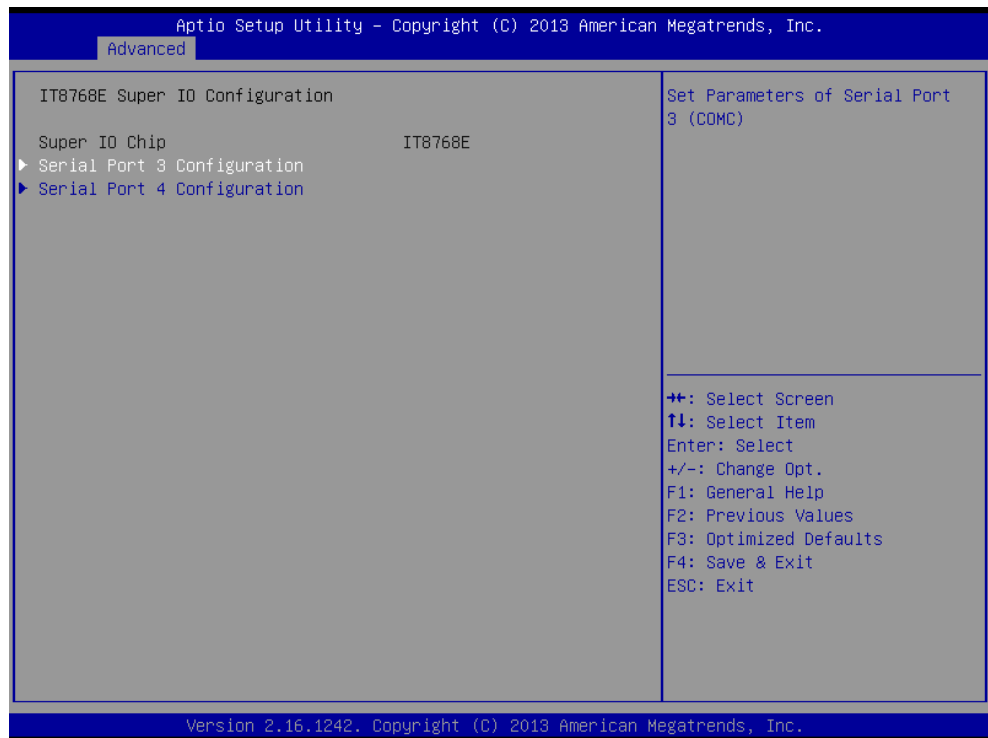 Aptio Setup Utility – Copyright (C) 2013 American Megatrends, Inc.
Advanced
IT8768E Super IO Configuration
Super IO Chip IT8768E
▶ Serial Port 3 Configuration
▶ Serial Port 4 Configuration
Set Parameters of Serial Port
3 (COMC)
→←: Select Screen
↑↓: Select Item
Enter: Select
+/-: Change Opt.
F1: General Help
F2: Previous Values
F3: Optimized Defaults
F4: Save & Exit
ESC: Exit
Version 2.16.1242. Copyright (C) 2013 American Megatrends, Inc.